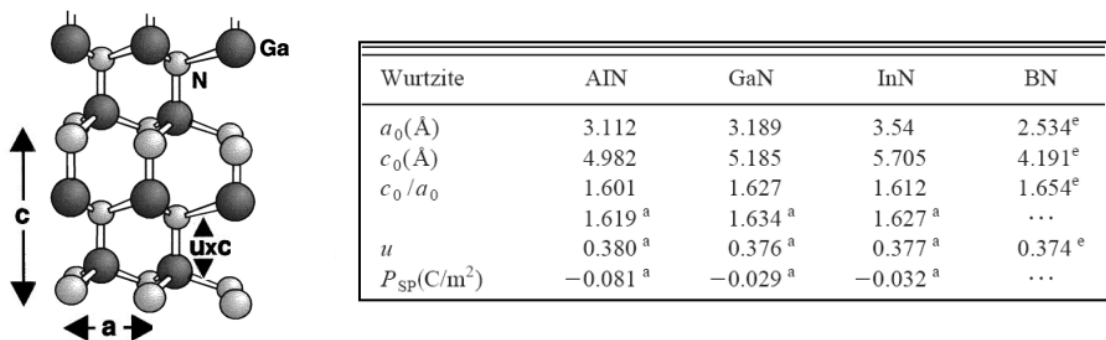 Ga
N
c
uxc
a
Wurtzite AlN GaN InN BN
a₀(Å) 3.112 3.189 3.54 2.534ᵉ
c₀(Å) 4.982 5.185 5.705 4.191ᵉ
c₀/a₀ 1.601 1.627 1.612 1.654ᵉ
1.619ᵃ 1.634ᵃ 1.627ᵃ ···
u 0.380ᵃ 0.376ᵃ 0.377ᵃ 0.374ᵉ
P_SP(C/m²) −0.081ᵃ −0.029ᵃ −0.032ᵃ ···